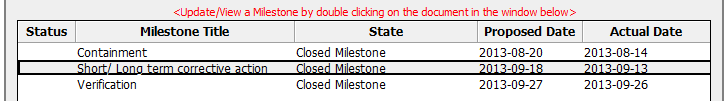 <Update/View a Milestone by double clicking on the document in the window below>
Status Milestone Title State Proposed Date Actual Date
Containment Closed Milestone 2013-08-20 2013-08-14
Short/ Long term corrective action Closed Milestone 2013-09-18 2013-09-13
Verification Closed Milestone 2013-09-27 2013-09-26